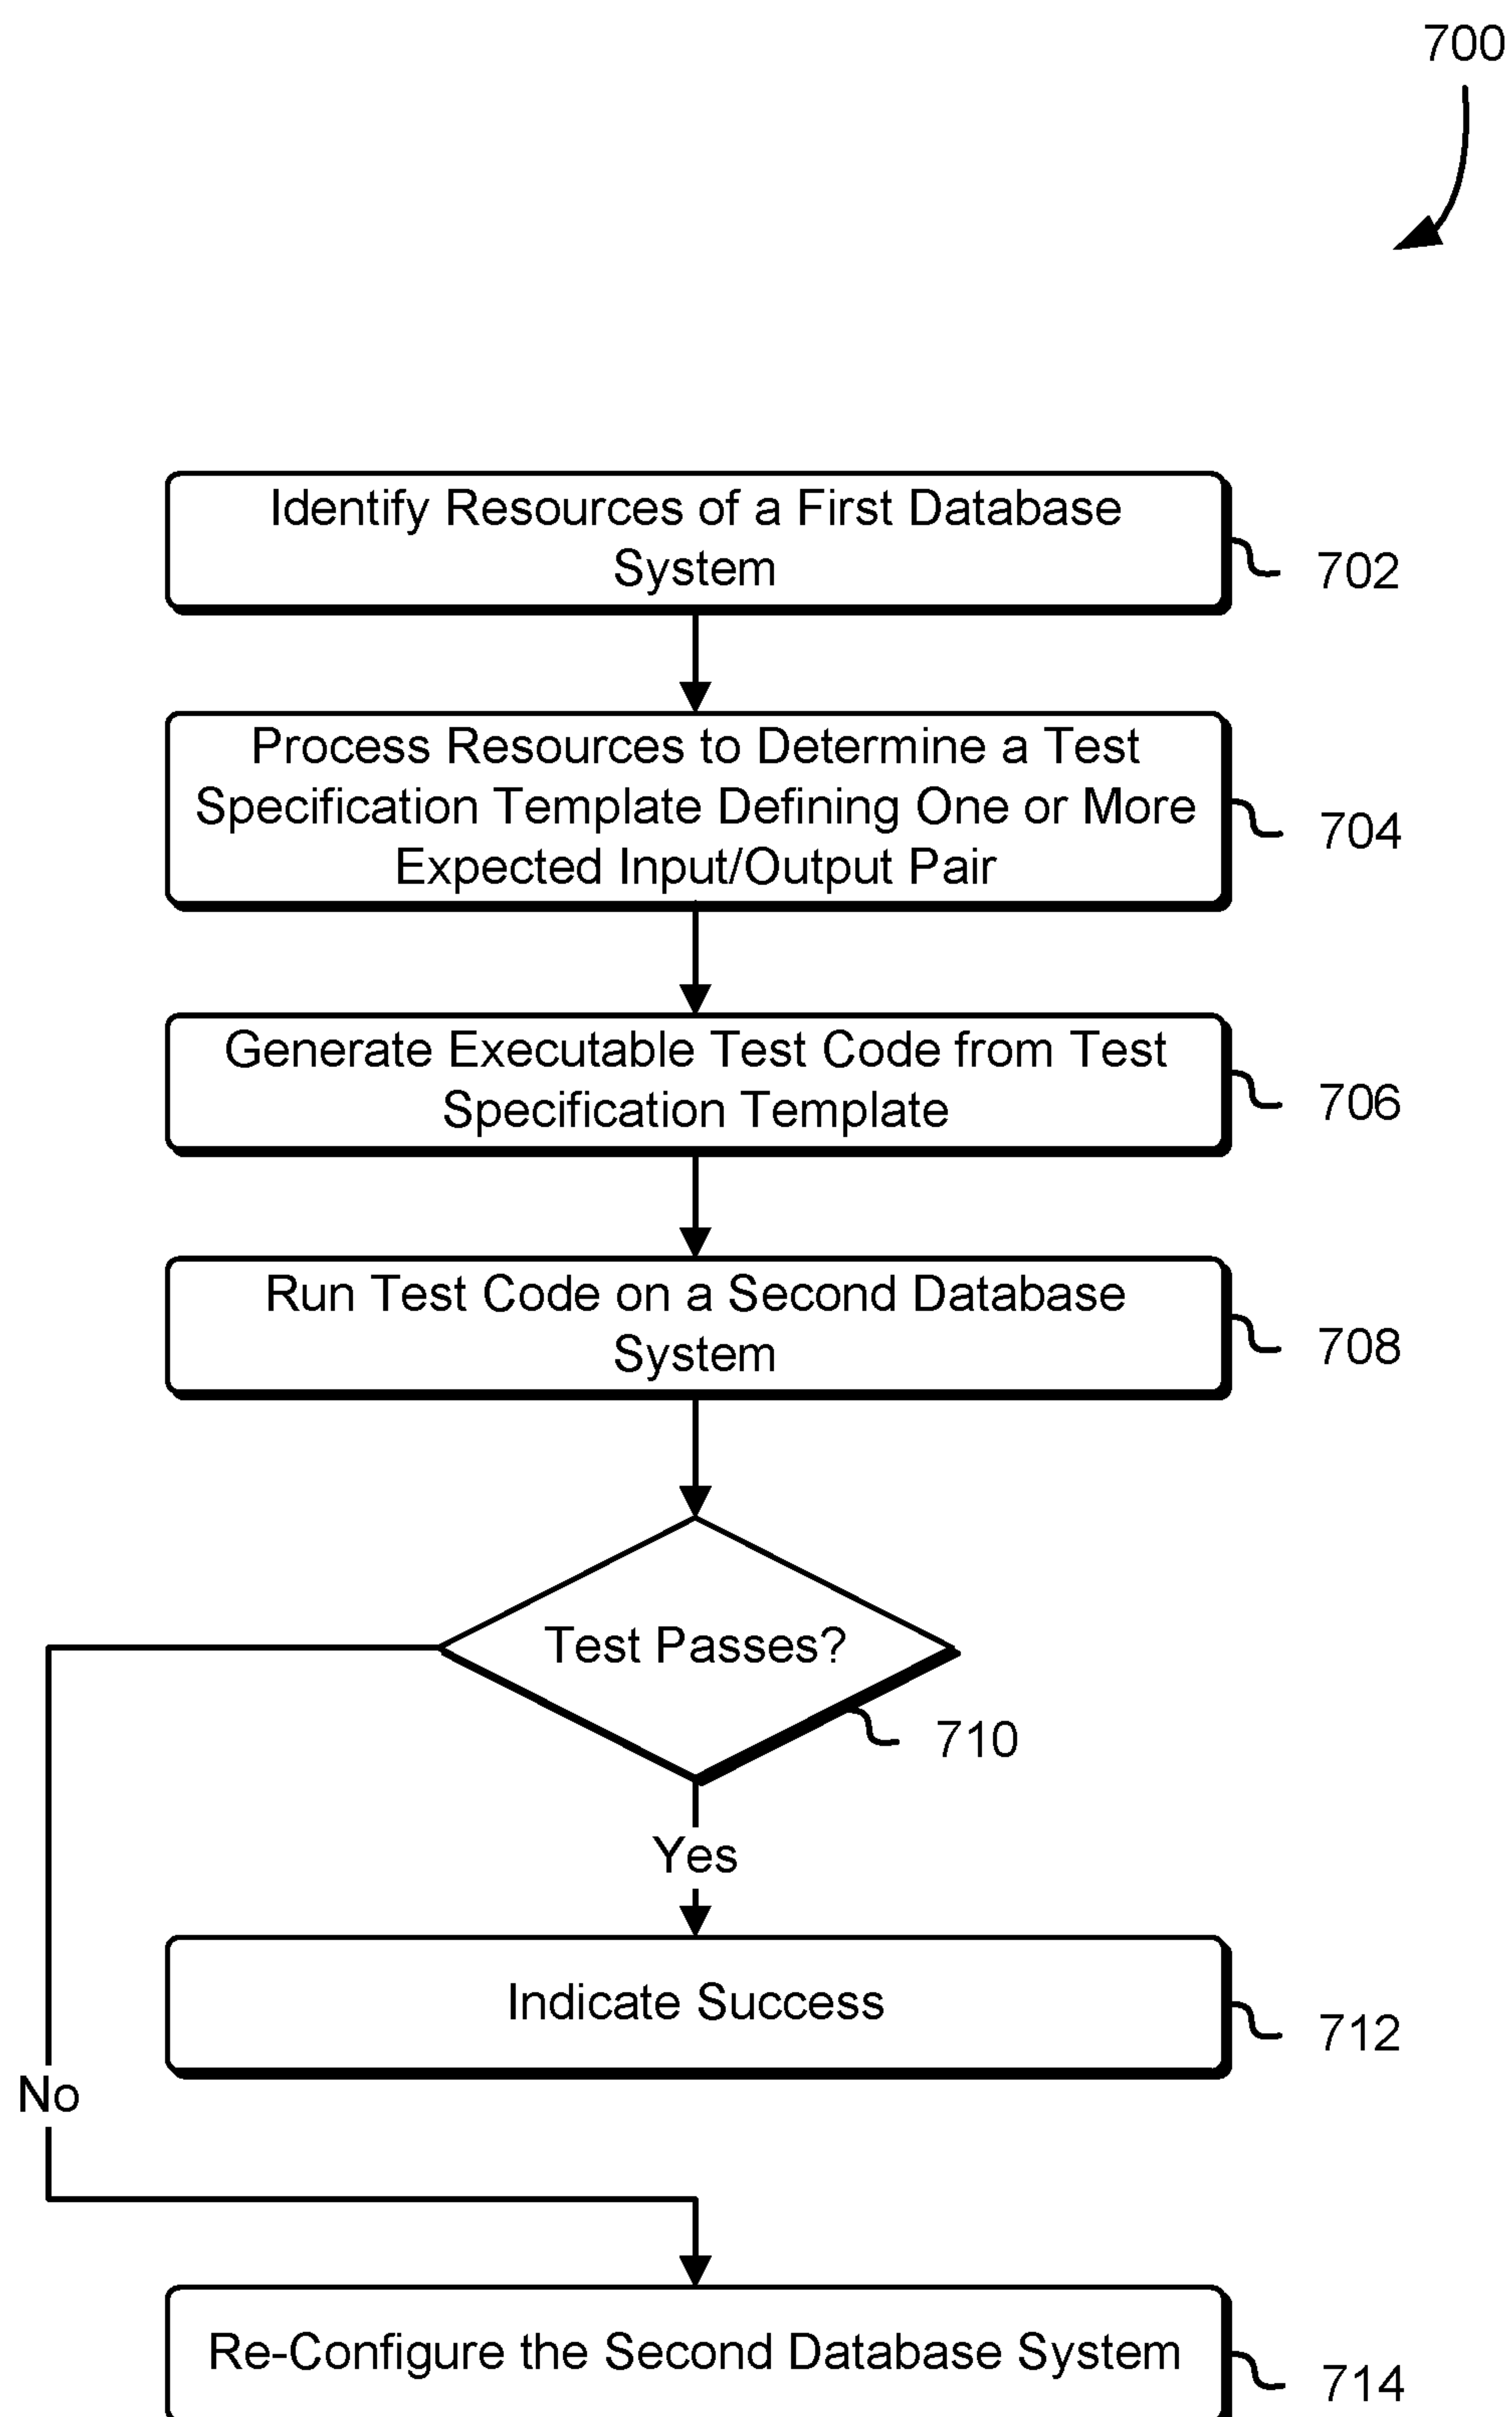 700
Identify Resources of a First Database
System
702
Process Resources to Determine a Test
Specification Template Defining One or More
Expected Input/Output Pair
704
Generate Executable Test Code from Test
Specification Template
706
Run Test Code on a Second Database
System
708
Test Passes?
710
Yes
Indicate Success
712
No
Re-Configure the Second Database System
714